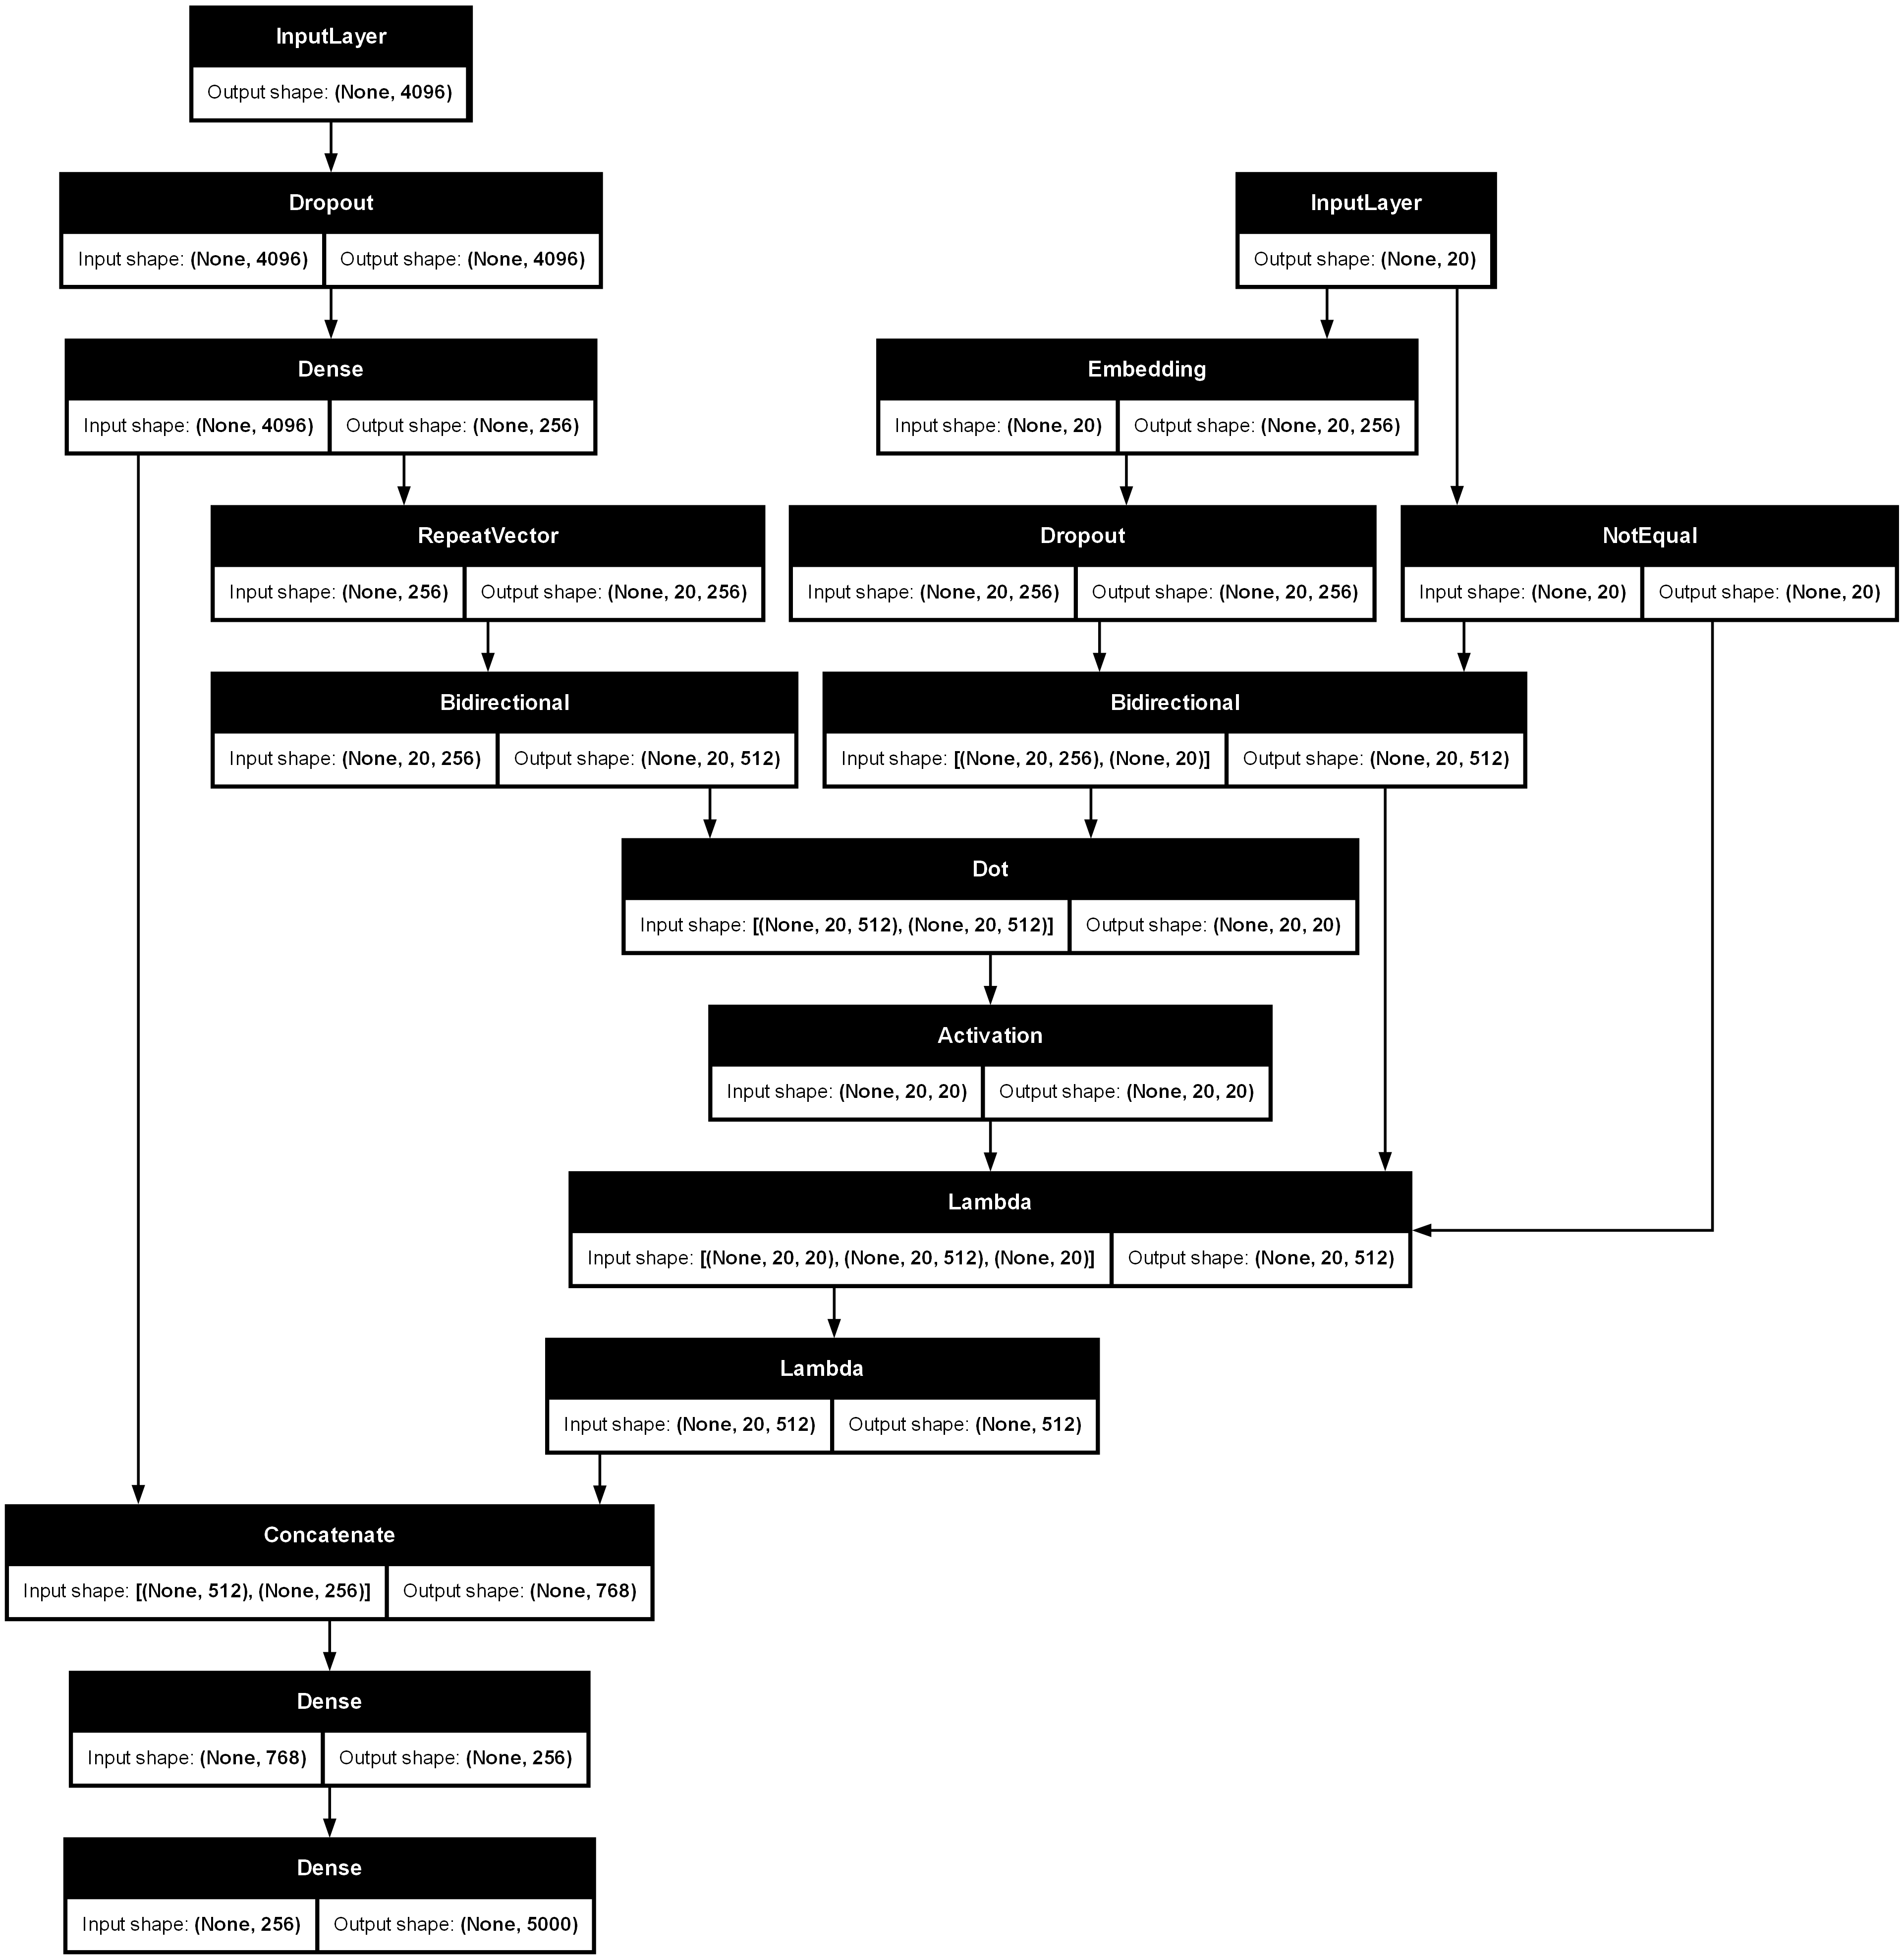 InputLayer
Output shape: (None, 4096)
Dropout
Input shape: (None, 4096) Output shape: (None, 4096)
InputLayer
Output shape: (None, 20)
Dense
Input shape: (None, 4096) Output shape: (None, 256)
Embedding
Input shape: (None, 20) Output shape: (None, 20, 256)
RepeatVector
Input shape: (None, 256) Output shape: (None, 20, 256)
Dropout
Input shape: (None, 20, 256) Output shape: (None, 20, 256)
NotEqual
Input shape: (None, 20) Output shape: (None, 20)
Bidirectional
Input shape: (None, 20, 256) Output shape: (None, 20, 512)
Bidirectional
Input shape: [(None, 20, 256), (None, 20)] Output shape: (None, 20, 512)
Dot
Input shape: [(None, 20, 512), (None, 20, 512)] Output shape: (None, 20, 20)
Activation
Input shape: (None, 20, 20) Output shape: (None, 20, 20)
Lambda
Input shape: [(None, 20, 20), (None, 20, 512), (None, 20)] Output shape: (None, 20, 512)
Lambda
Input shape: (None, 20, 512) Output shape: (None, 512)
Concatenate
Input shape: [(None, 512), (None, 256)] Output shape: (None, 768)
Dense
Input shape: (None, 768) Output shape: (None, 256)
Dense
Input shape: (None, 256) Output shape: (None, 5000)